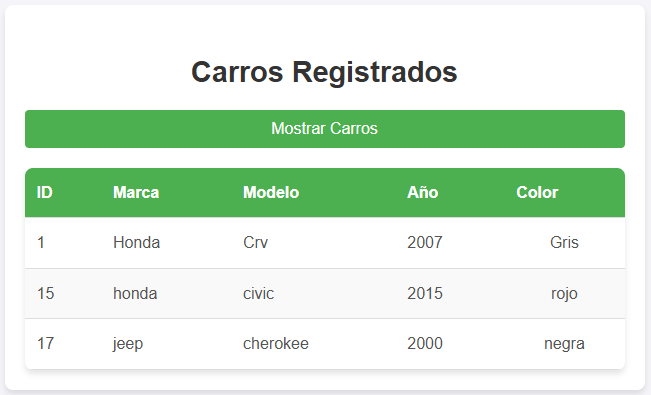 Carros Registrados
Mostrar Carros
ID Marca Modelo Año Color
1 Honda Crv 2007 Gris
15 honda civic 2015 rojo
17 jeep cherokee 2000 negra